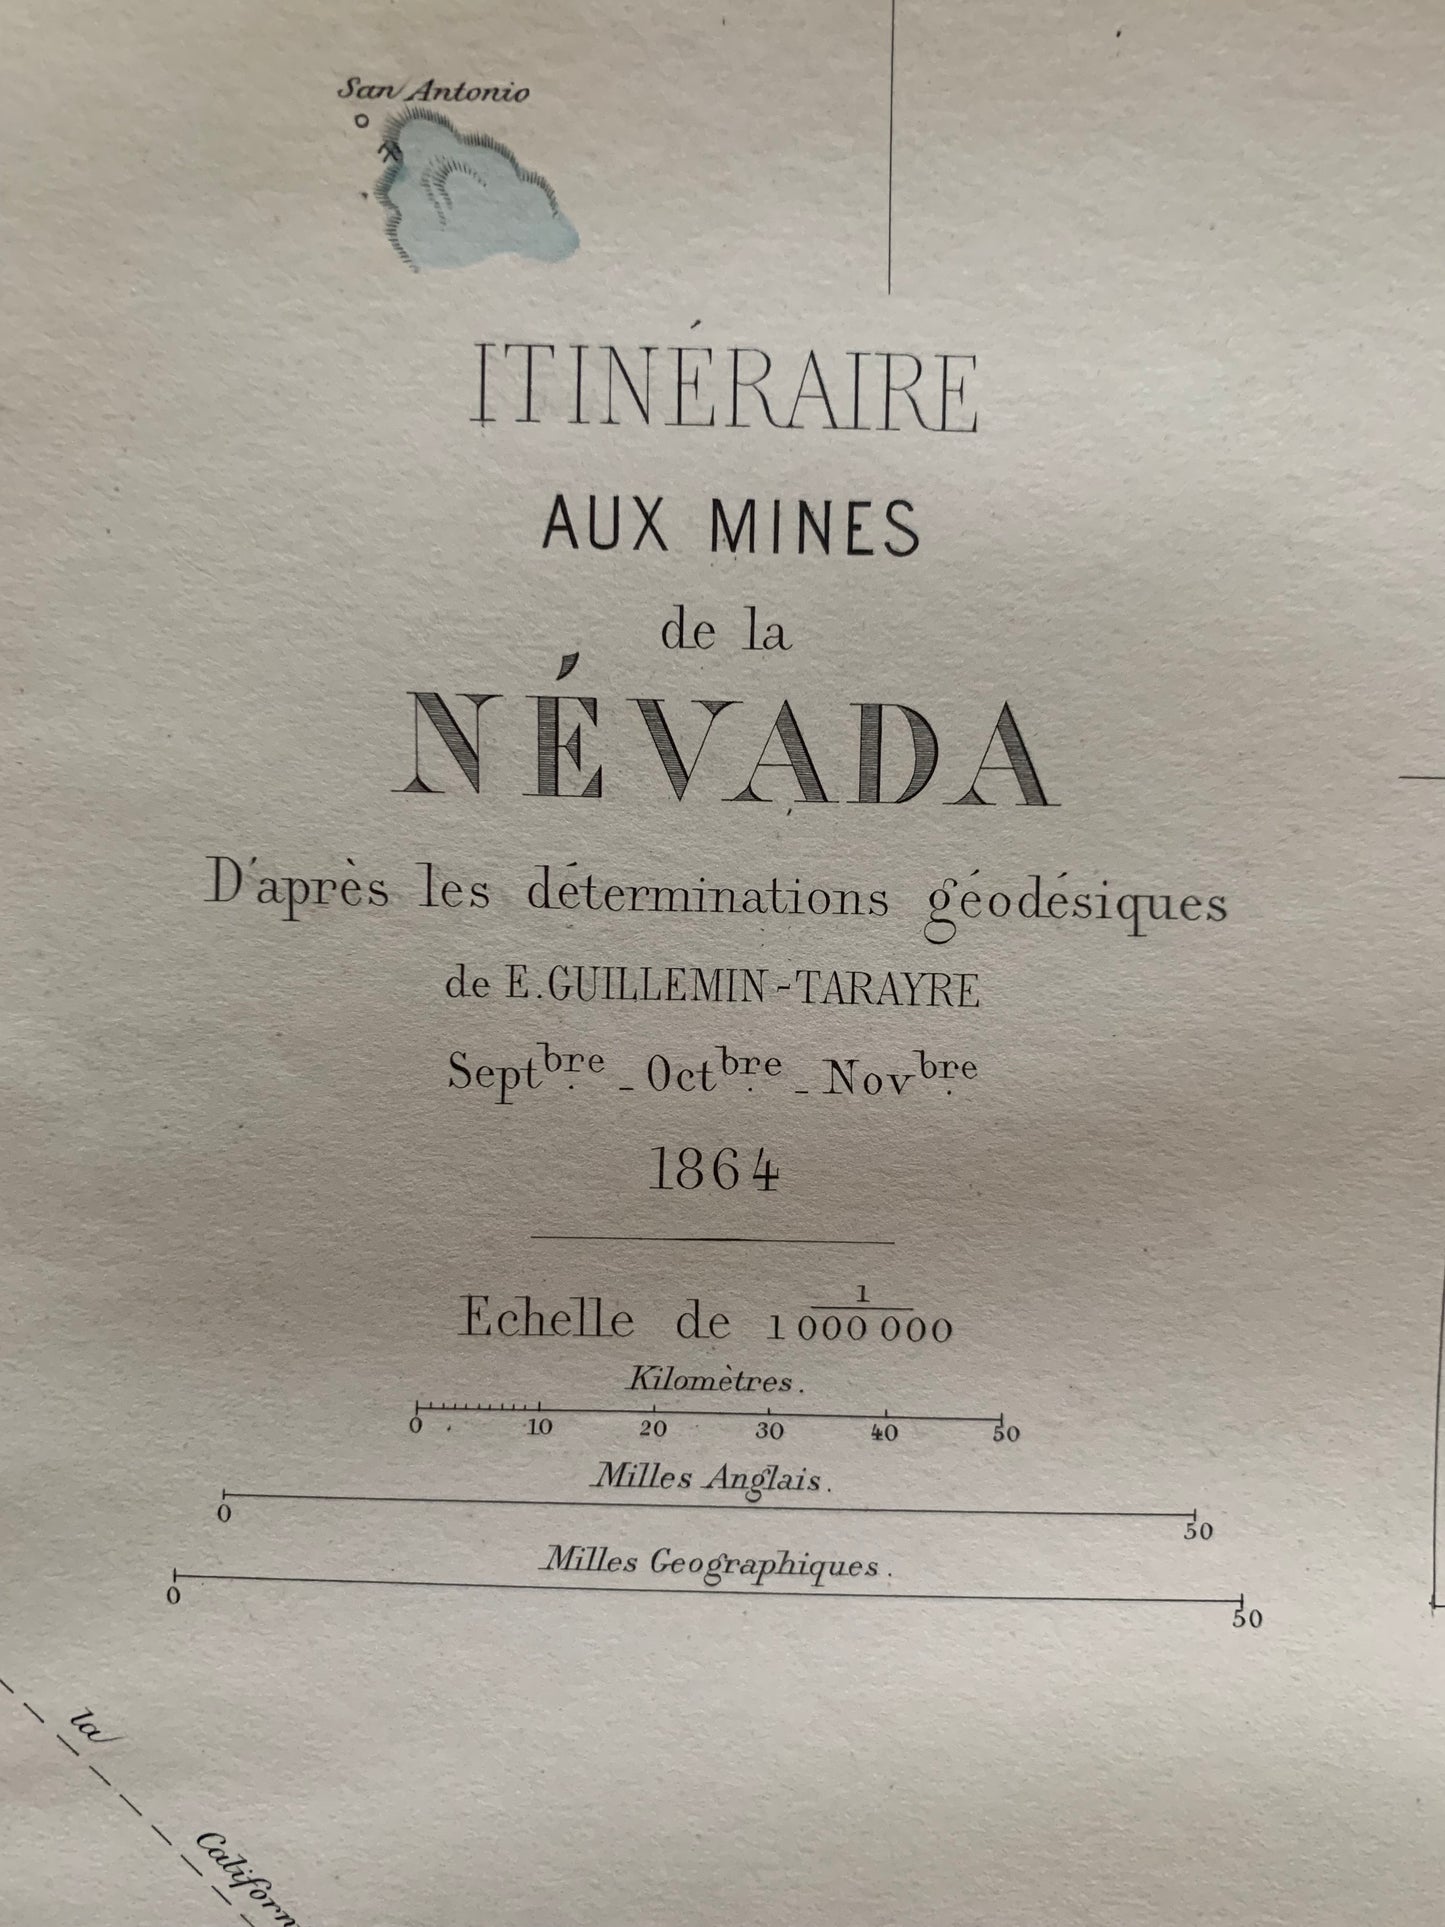 San Antonio
ITINÉRAIRE
AUX MINES
de la
NÉVADA
D'après les déterminations géodésiques
de E. GUILLEMIN-TARAYRE
Septbre - Octbre - Novbre
1864
Echelle de 1/1 000 000
Kilomètres.
0 10 20 30 40 50
Milles Anglais.
0 50
Milles Geographiques.
0 50
la
Californ